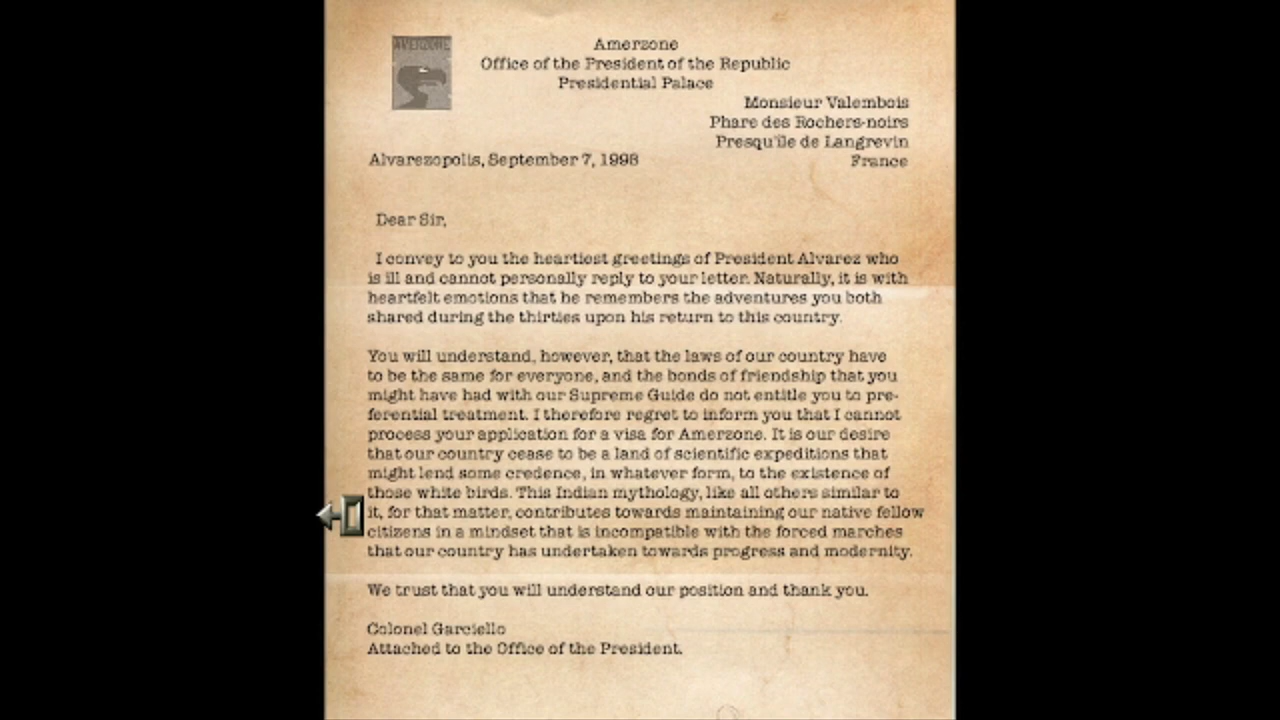 AMERZONE
Amerzone
Office of the President of the Republic
Presidential Palace
Monsieur Valembois
Phare des Rochers-noirs
Presqu'île de Langrevin
France
Alvarezopolis, September 7, 1998
Dear Sir,
I convey to you the heartiest greetings of President Alvarez who
is ill and cannot personally reply to your letter. Naturally, it is with
heartfelt emotions that he remembers the adventures you both
shared during the thirties upon his return to this country.
You will understand, however, that the laws of our country have
to be the same for everyone, and the bonds of friendship that you
might have had with our Supreme Guide do not entitle you to pre-
ferential treatment. I therefore regret to inform you that I cannot
process your application for a visa for Amerzone. It is our desire
that our country cease to be a land of scientific expeditions that
might lend some credence, in whatever form, to the existence of
those white birds. This Indian mythology, like all others similar to
it, for that matter, contributes towards maintaining our native fellow
citizens in a mindset that is incompatible with the forced marches
that our country has undertaken towards progress and modernity.
We trust that you will understand our position and thank you.
Colonel Garciello
Attached to the Office of the President.